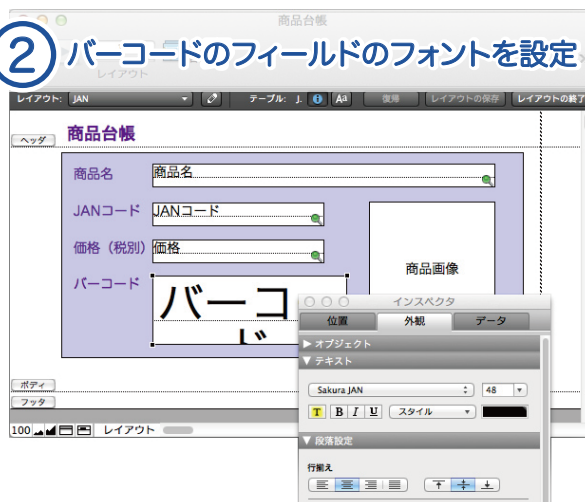 商品台帳
② バーコードのフィールドのフォントを設定
レイアウト
レイアウト: JAN テーブル: J. Aa 復帰 レイアウトの保存 レイアウトの終了
ヘッダ 商品台帳
商品名 商品名
JANコード JANコード
価格（税別） 価格
商品画像
バーコード バーコード
インスペクタ
位置 外観 データ
▶ オブジェクト
▼ テキスト
Sakura JAN 48
T B I U スタイル
▼ 段落設定
行揃え
ボディ
フッタ
100 レイアウト